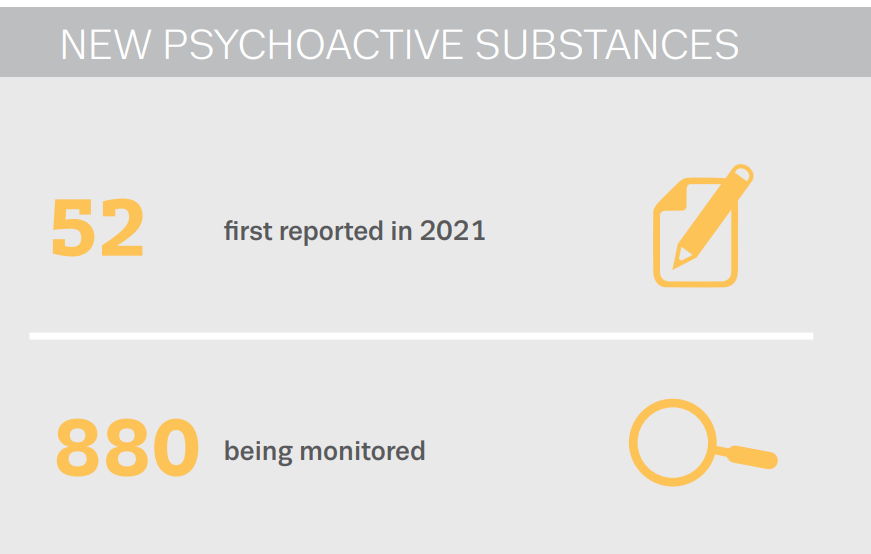 NEW PSYCHOACTIVE SUBSTANCES
52 first reported in 2021
880 being monitored